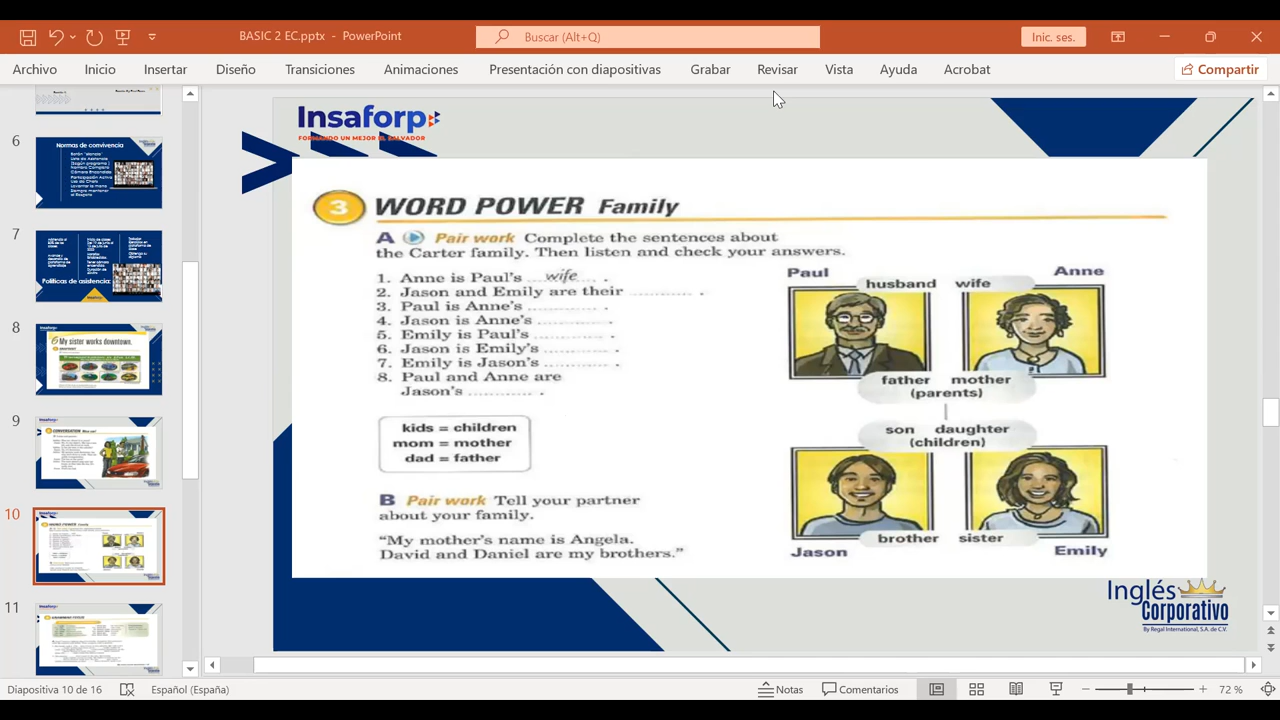 BASIC 2 EC.pptx - PowerPoint
Buscar (Alt+Q)
Inic. ses.
Archivo Inicio Insertar Diseño Transiciones Animaciones Presentación con diapositivas Grabar Revisar Vista Ayuda Acrobat Compartir
6
Normas de convivencia
7
Políticas de asistencia:
8
6 My sister works downtown.
9
10
11
Insaforp
FORMANDO UN MEJOR EL SALVADOR
3 WORD POWER Family
A Pair work Complete the sentences about
the Carter family. Then listen and check your answers.
1. Anne is Paul's ...wife... .
2. Jason and Emily are their ............ .
3. Paul is Anne's ............ .
4. Jason is Anne's ............ .
5. Emily is Paul's ............ .
6. Jason is Emily's ............ .
7. Emily is Jason's ............ .
8. Paul and Anne are
Jason's ............ .
kids = children
mom = mother
dad = father
B Pair work Tell your partner
about your family.
"My mother's name is Angela.
David and Daniel are my brothers."
Paul Anne
husband wife
father mother
(parents)
son daughter
(children)
brother sister
Jason Emily
Inglés
Corporativo
By Regal International, S.A. de C.V.
Diapositiva 10 de 16 Español (España) Notas Comentarios 72 %